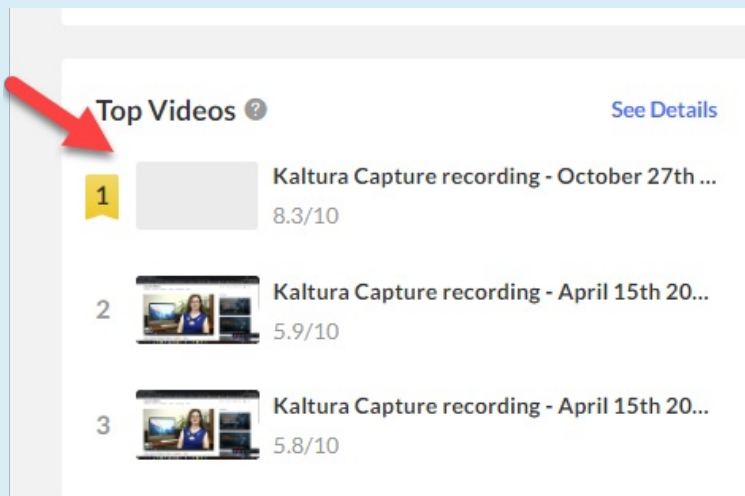 Top Videos ?
See Details
1
Kaltura Capture recording - October 27th ...
8.3/10
2
Kaltura Capture recording - April 15th 20...
5.9/10
3
Kaltura Capture recording - April 15th 20...
5.8/10